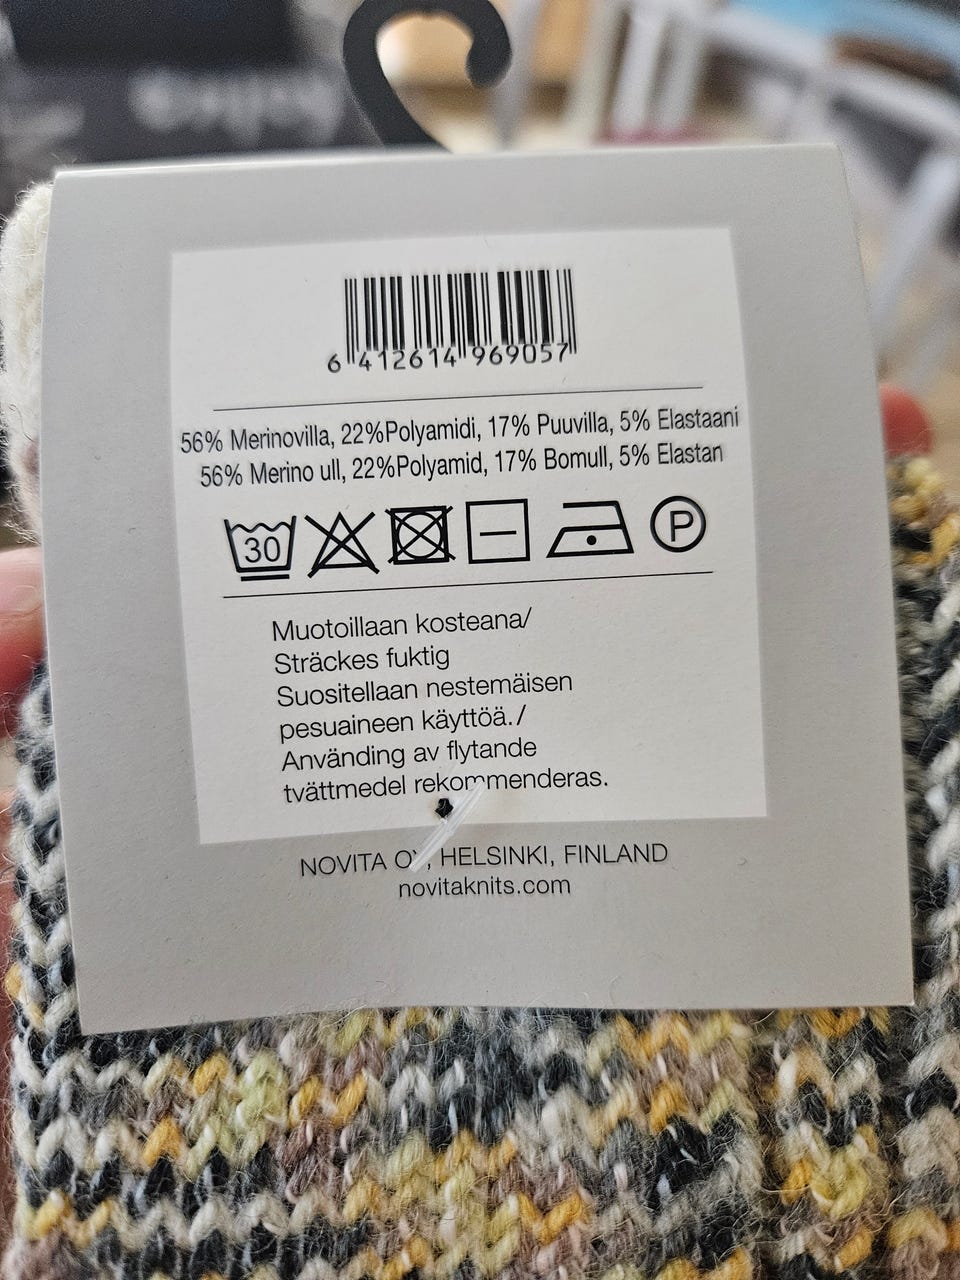 6 412614 969057
56% Merinovilla, 22%Polyamidi, 17% Puuvilla, 5% Elastaani
56% Merino ull, 22%Polyamid, 17% Bomull, 5% Elastan
30 P
Muotoillaan kosteana/
Sträckes fuktig
Suositellaan nestemäisen
pesuaineen käyttöä./
Använding av flytande
tvättmedel rekommenderas.
NOVITA OY, HELSINKI, FINLAND
novitaknits.com